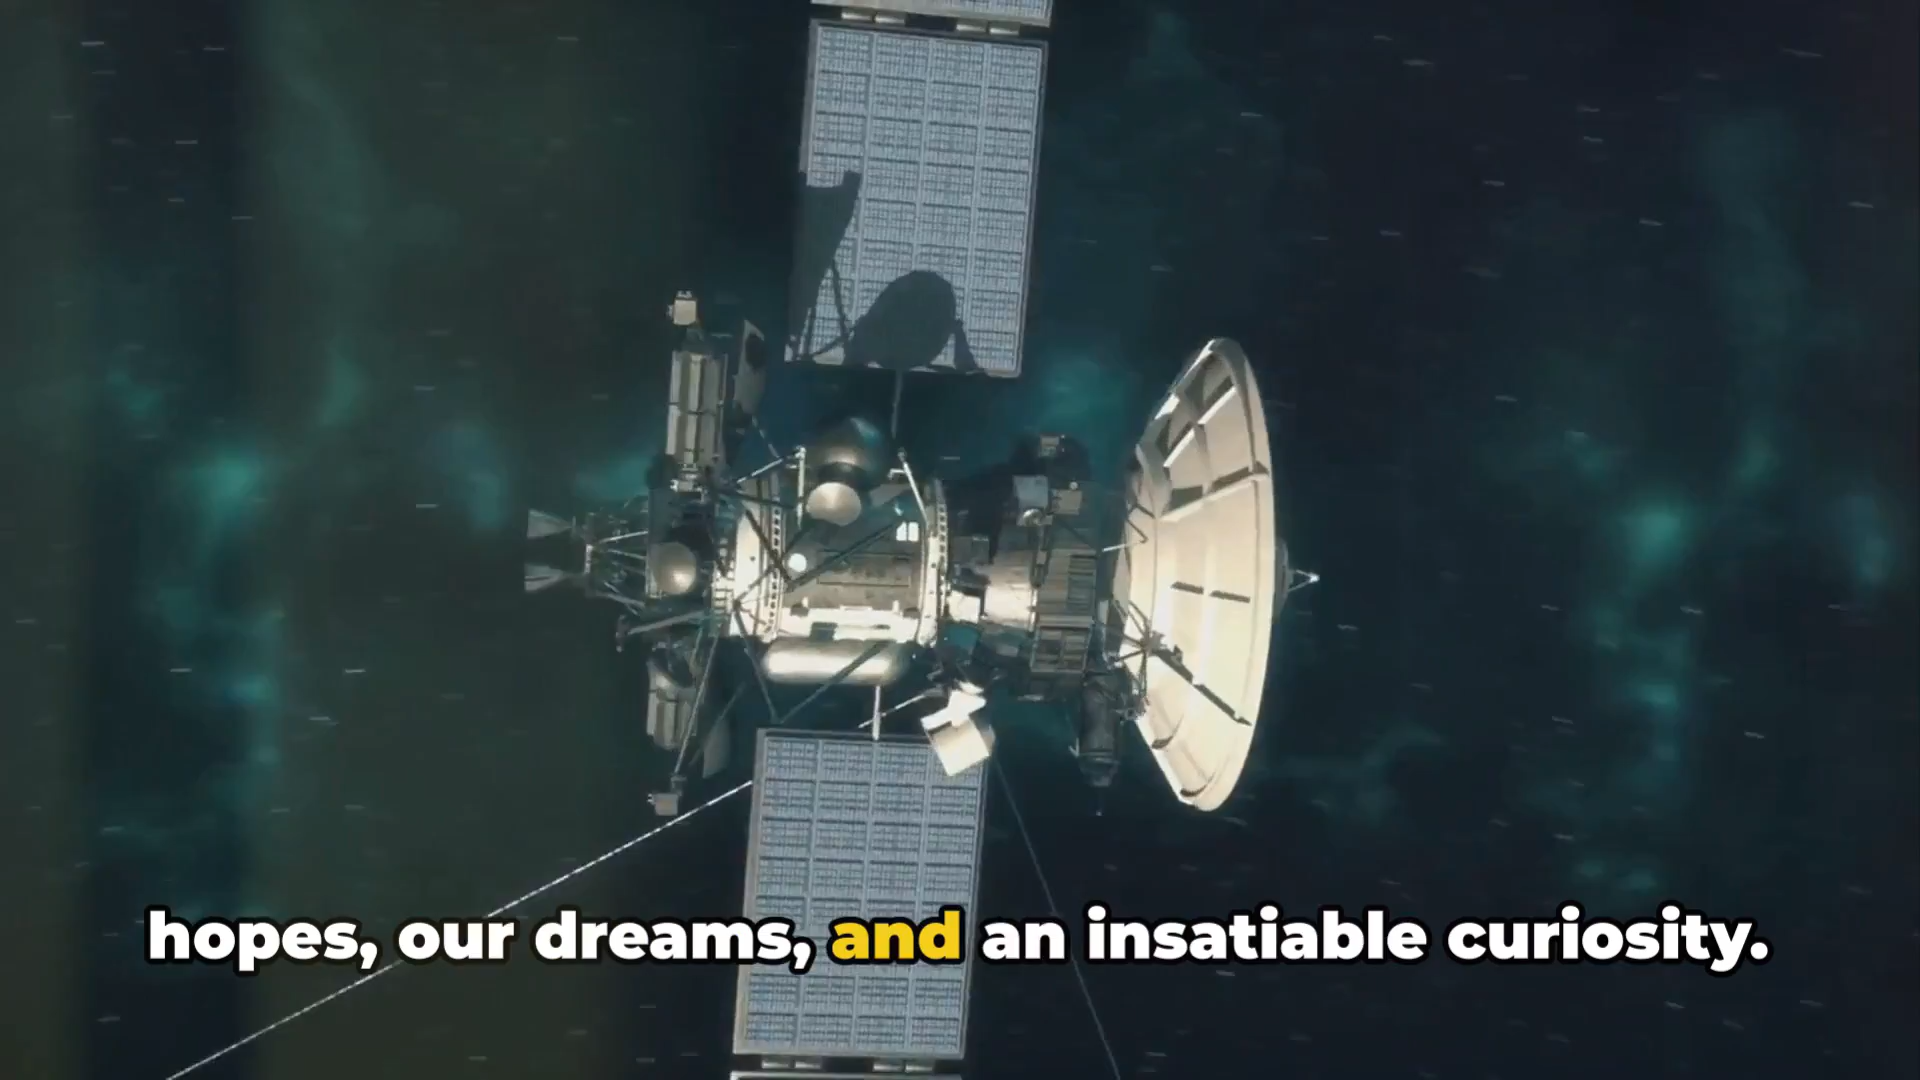 hopes, our dreams, and an insatiable curiosity.